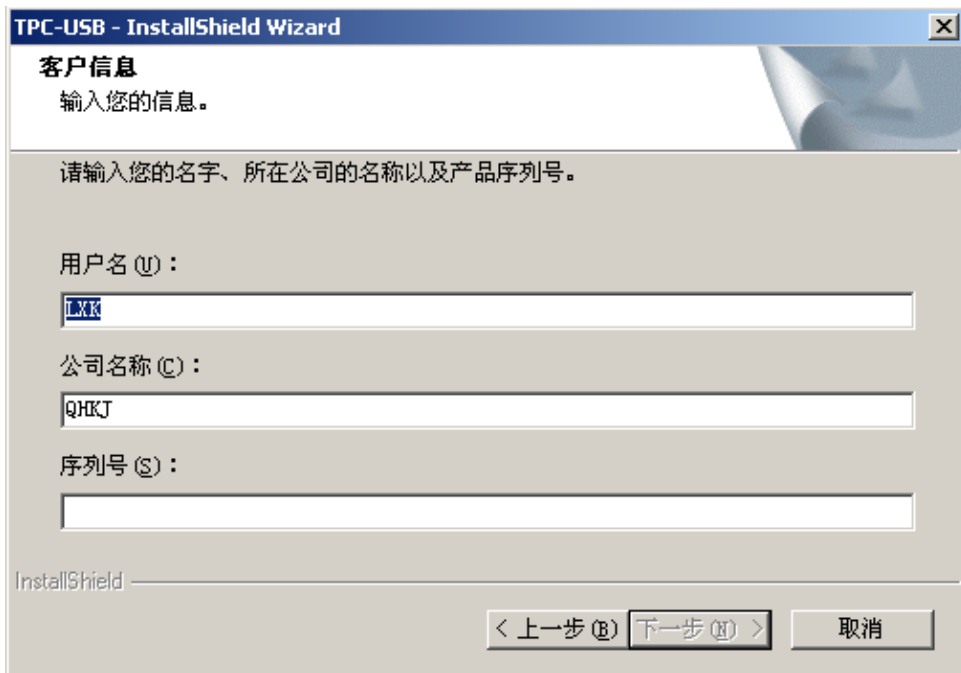 TPC-USB - InstallShield Wizard
客户信息
输入您的信息。
请输入您的名字、所在公司的名称以及产品序列号。
用户名(U)：
LXK
公司名称(C)：
QHKJ
序列号(S)：
InstallShield
< 上一步(B) 下一步(N) > 取消